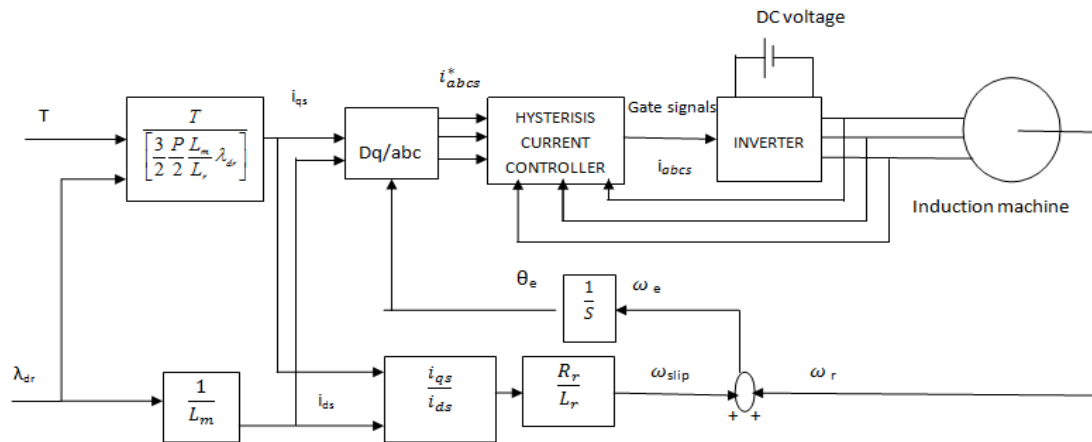 DC voltage
i*abcs
iqs
T
T
[3/2 P/2 Lm/Lr λdr]
Dq/abc
HYSTERISIS
CURRENT
CONTROLLER
Gate signals
iabcs
INVERTER
Induction machine
θe
1/S
ω e
λdr
1/Lm
ids
iqs/ids
Rr/Lr
ωslip
+ +
ω r